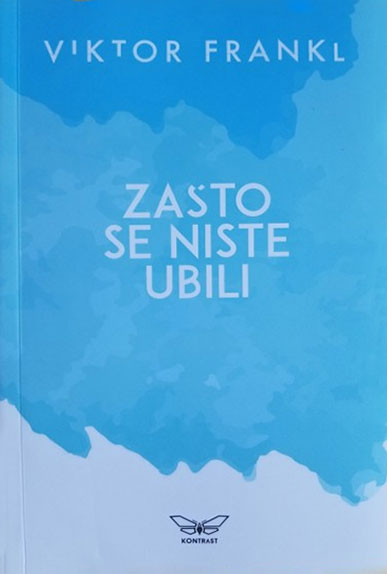 VIKTOR FRANKL
ZAŠTO
SE NISTE
UBILI
KONTRAST